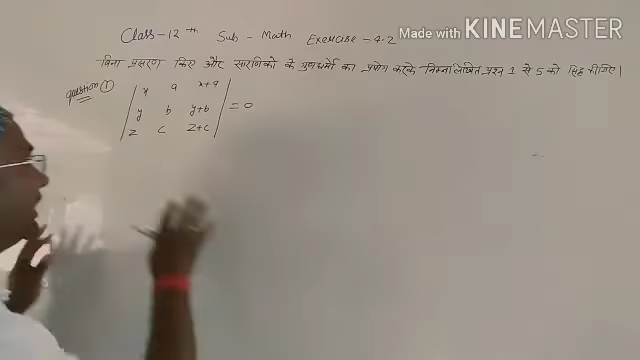 Made with KINEMASTER
Class-12th Sub - Math Exercise - 4.2
बिना प्रसरण किए और सारणिकों के गुणधर्मों का प्रयोग करके निम्नलिखित प्रश्न 1 से 5 को सिद्ध कीजिए।
Question ①
| x a x+a |
| y b y+b | = 0
| z c z+c |